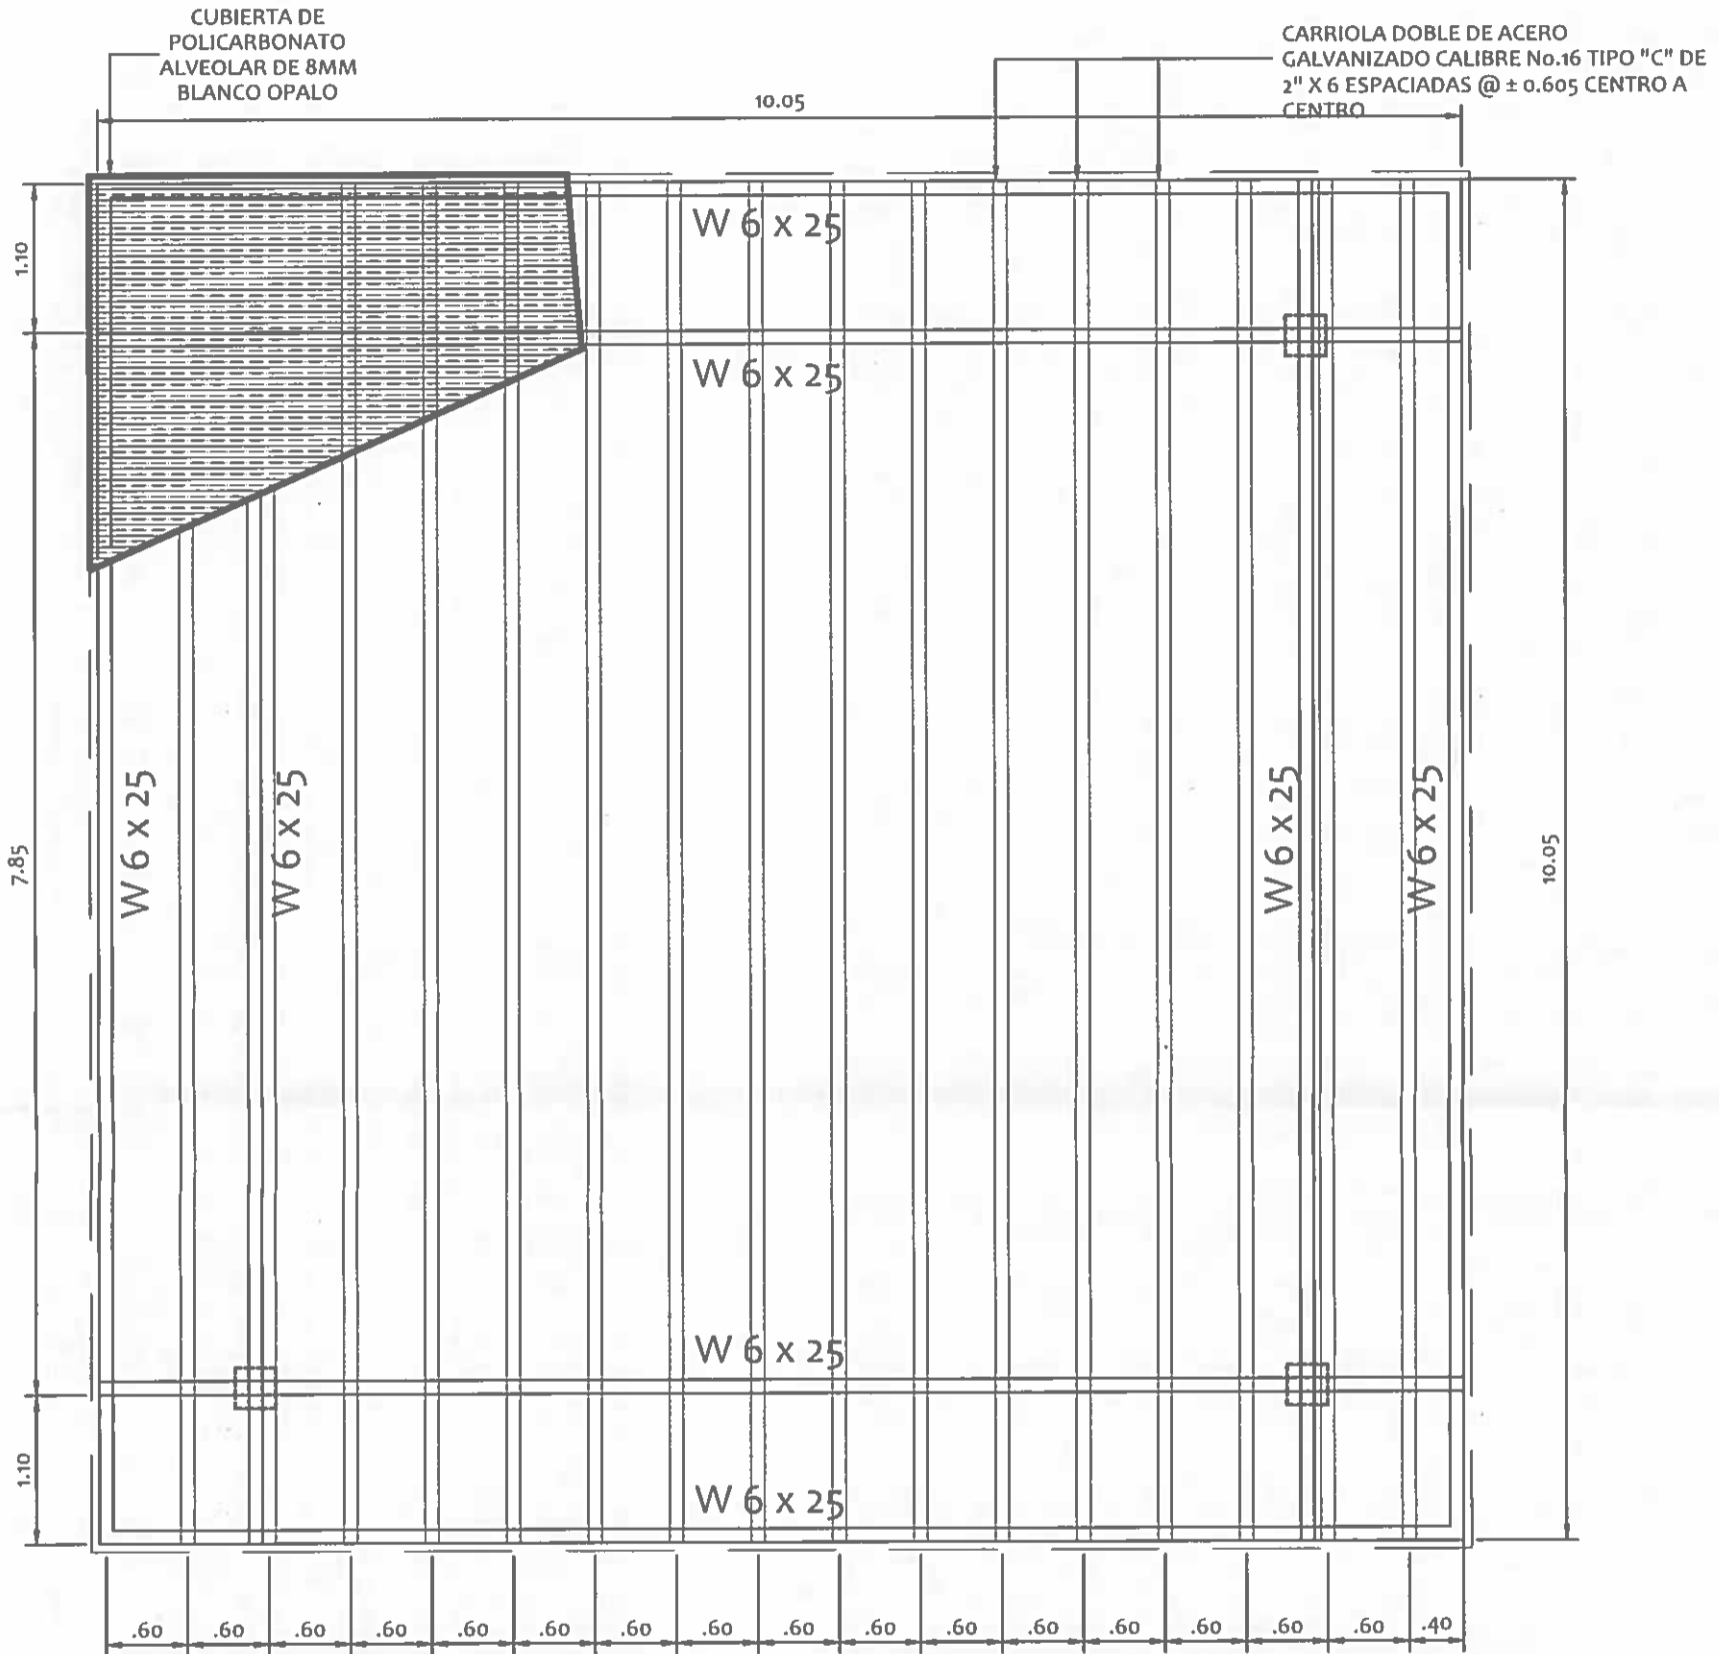 CUBIERTA DE
POLICARBONATO
ALVEOLAR DE 8MM
BLANCO OPALO
CARRIOLA DOBLE DE ACERO
GALVANIZADO CALIBRE No.16 TIPO "C" DE
2" X 6 ESPACIADAS @ ± 0.605 CENTRO A
CENTRO
10.05
1.10
W 6 x 25
W 6 x 25
7.85
W 6 x 25
W 6 x 25
W 6 x 25
W 6 x 25
10.05
W 6 x 25
1.10
W 6 x 25
.60 .60 .60 .60 .60 .60 .60 .60 .60 .60 .60 .60 .60 .60 .60 .60 .40